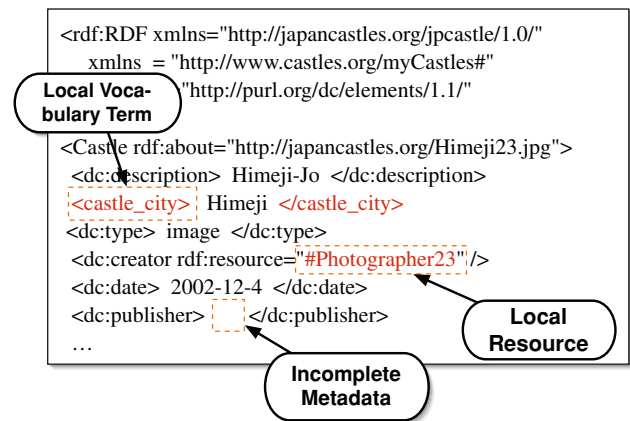 <rdf:RDF xmlns="http://japancastles.org/jpcastle/1.0/"
xmlns = "http://www.castles.org/myCastles#"
Local Voca-
bulary Term
="http://purl.org/dc/elements/1.1/"
<Castle rdf:about="http://japancastles.org/Himeji23.jpg">
<dc:description> Himeji-Jo </dc:description>
<castle_city> Himeji </castle_city>
<dc:type> image </dc:type>
<dc:creator rdf:resource="#Photographer23" />
<dc:date> 2002-12-4 </dc:date>
<dc:publisher> </dc:publisher>
Local
Resource
…
Incomplete
Metadata